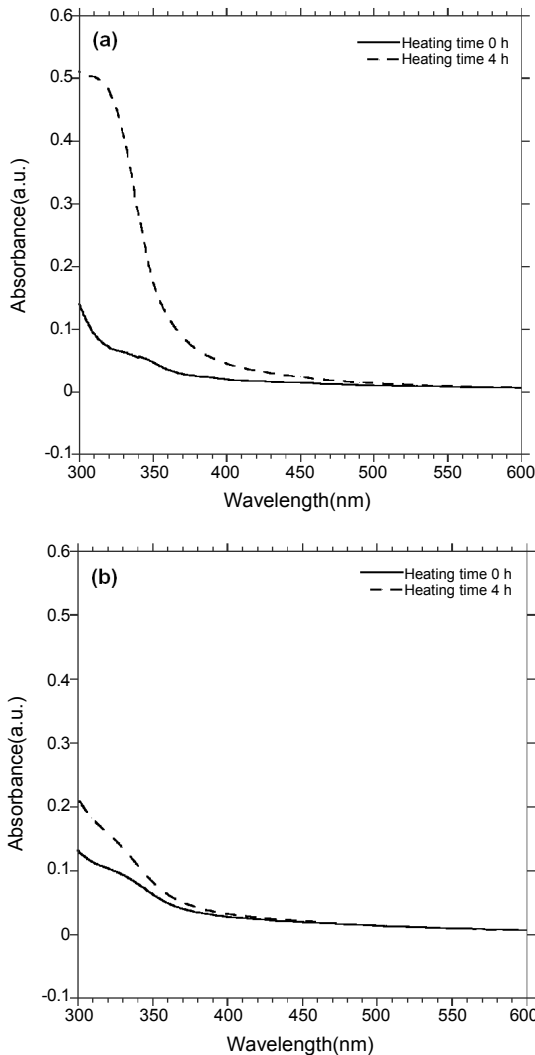 (a)
Heating time 0 h
Heating time 4 h
0.6
0.5
0.4
0.3
0.2
0.1
0
-0.1
Absorbance(a.u.)
300 350 400 450 500 550 600
Wavelength(nm)
(b)
Heating time 0 h
Heating time 4 h
0.6
0.5
0.4
0.3
0.2
0.1
0
-0.1
Absorbance(a.u.)
300 350 400 450 500 550 600
Wavelength(nm)